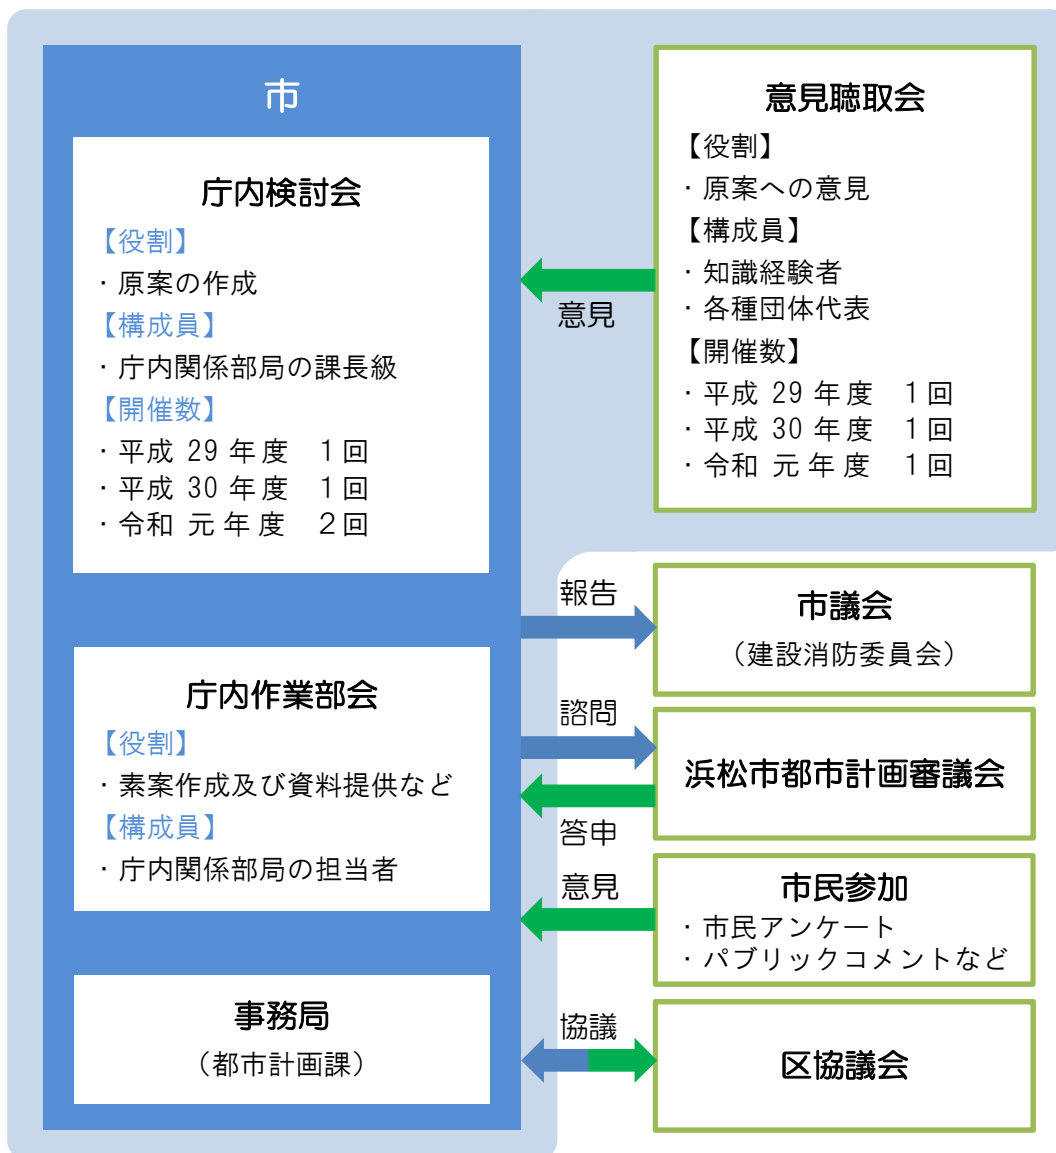 市
庁内検討会
【役割】
・原案の作成
【構成員】
・庁内関係部局の課長級
【開催数】
・平成 29 年度　1回
・平成 30 年度　1回
・令和 元年度　2回
庁内作業部会
【役割】
・素案作成及び資料提供など
【構成員】
・庁内関係部局の担当者
事務局
（都市計画課）
意見聴取会
【役割】
・原案への意見
【構成員】
・知識経験者
・各種団体代表
【開催数】
・平成 29 年度　1回
・平成 30 年度　1回
・令和 元年度　1回
意見
報告
市議会
（建設消防委員会）
諮問
浜松市都市計画審議会
答申
意見
市民参加
・市民アンケート
・パブリックコメントなど
協議
区協議会